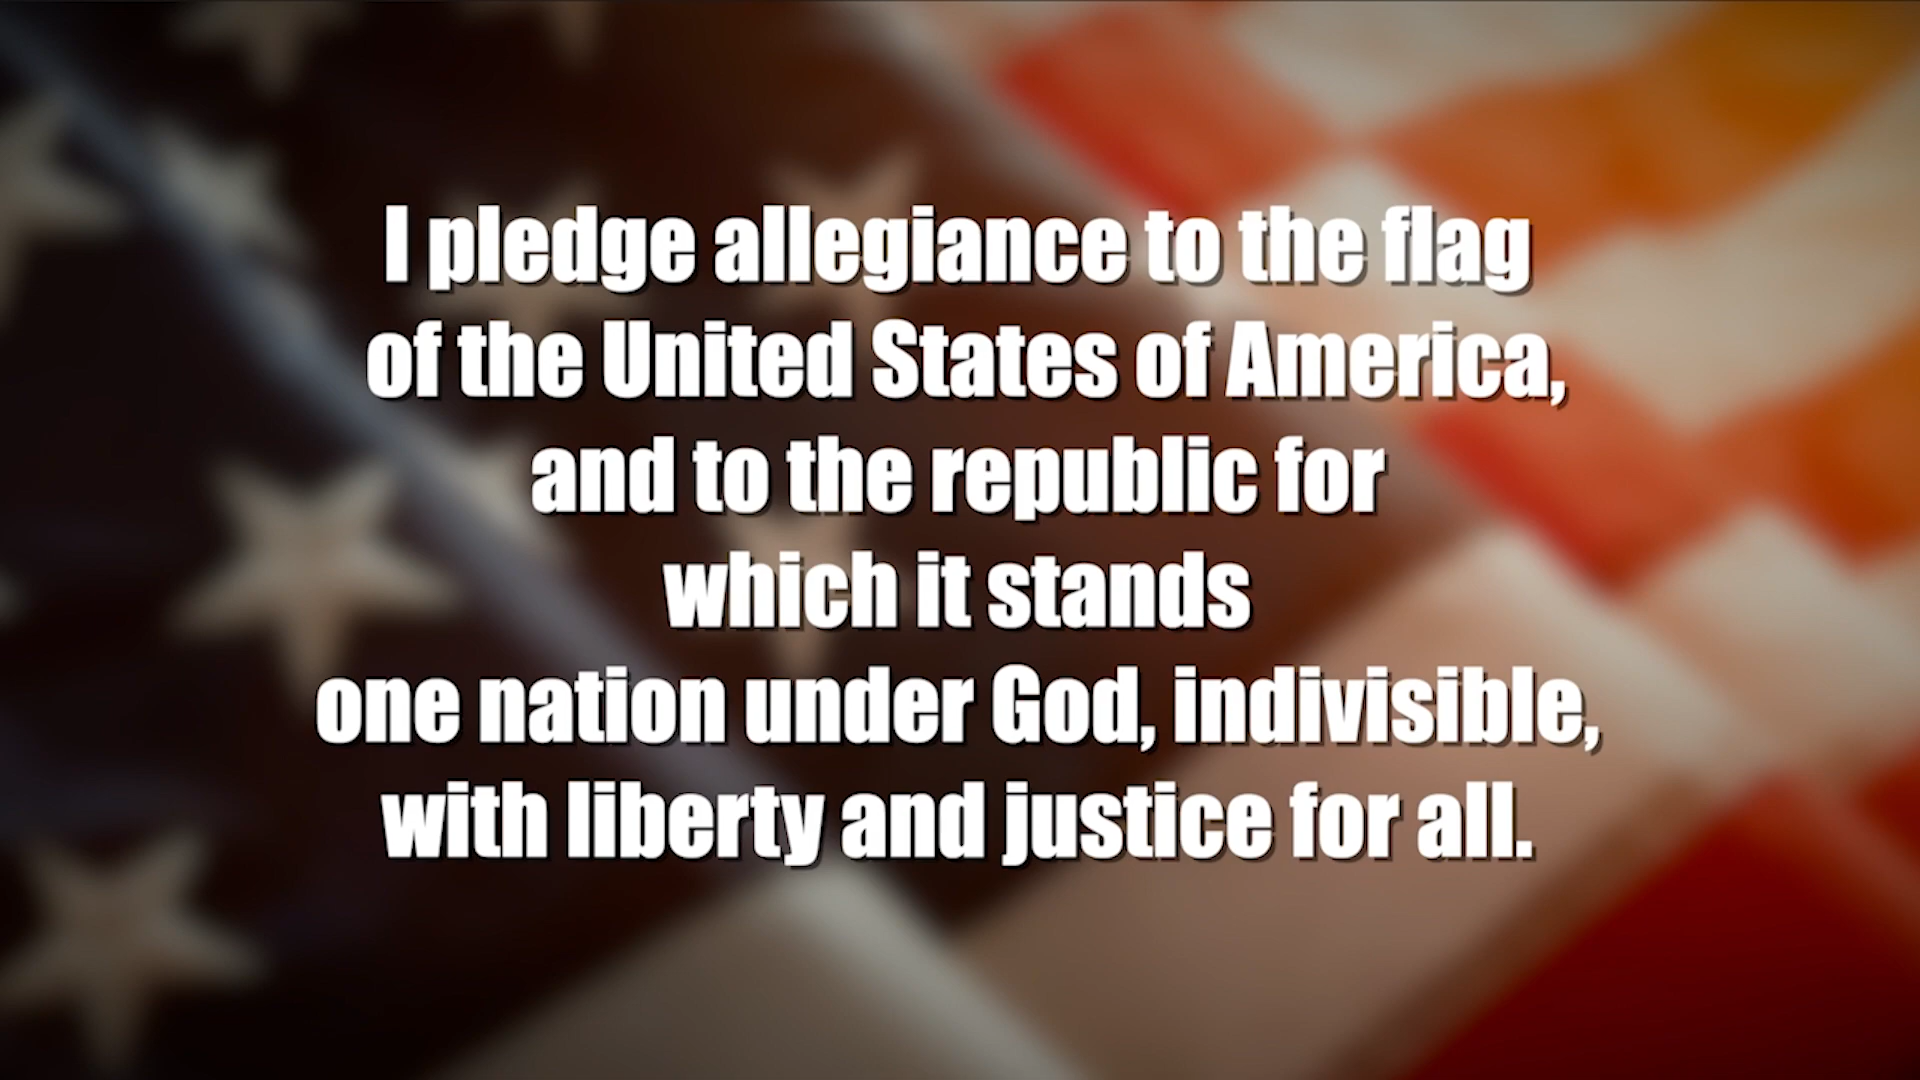 I pledge allegiance to the flag
of the United States of America,
and to the republic for
which it stands
one nation under God, indivisible,
with liberty and justice for all.